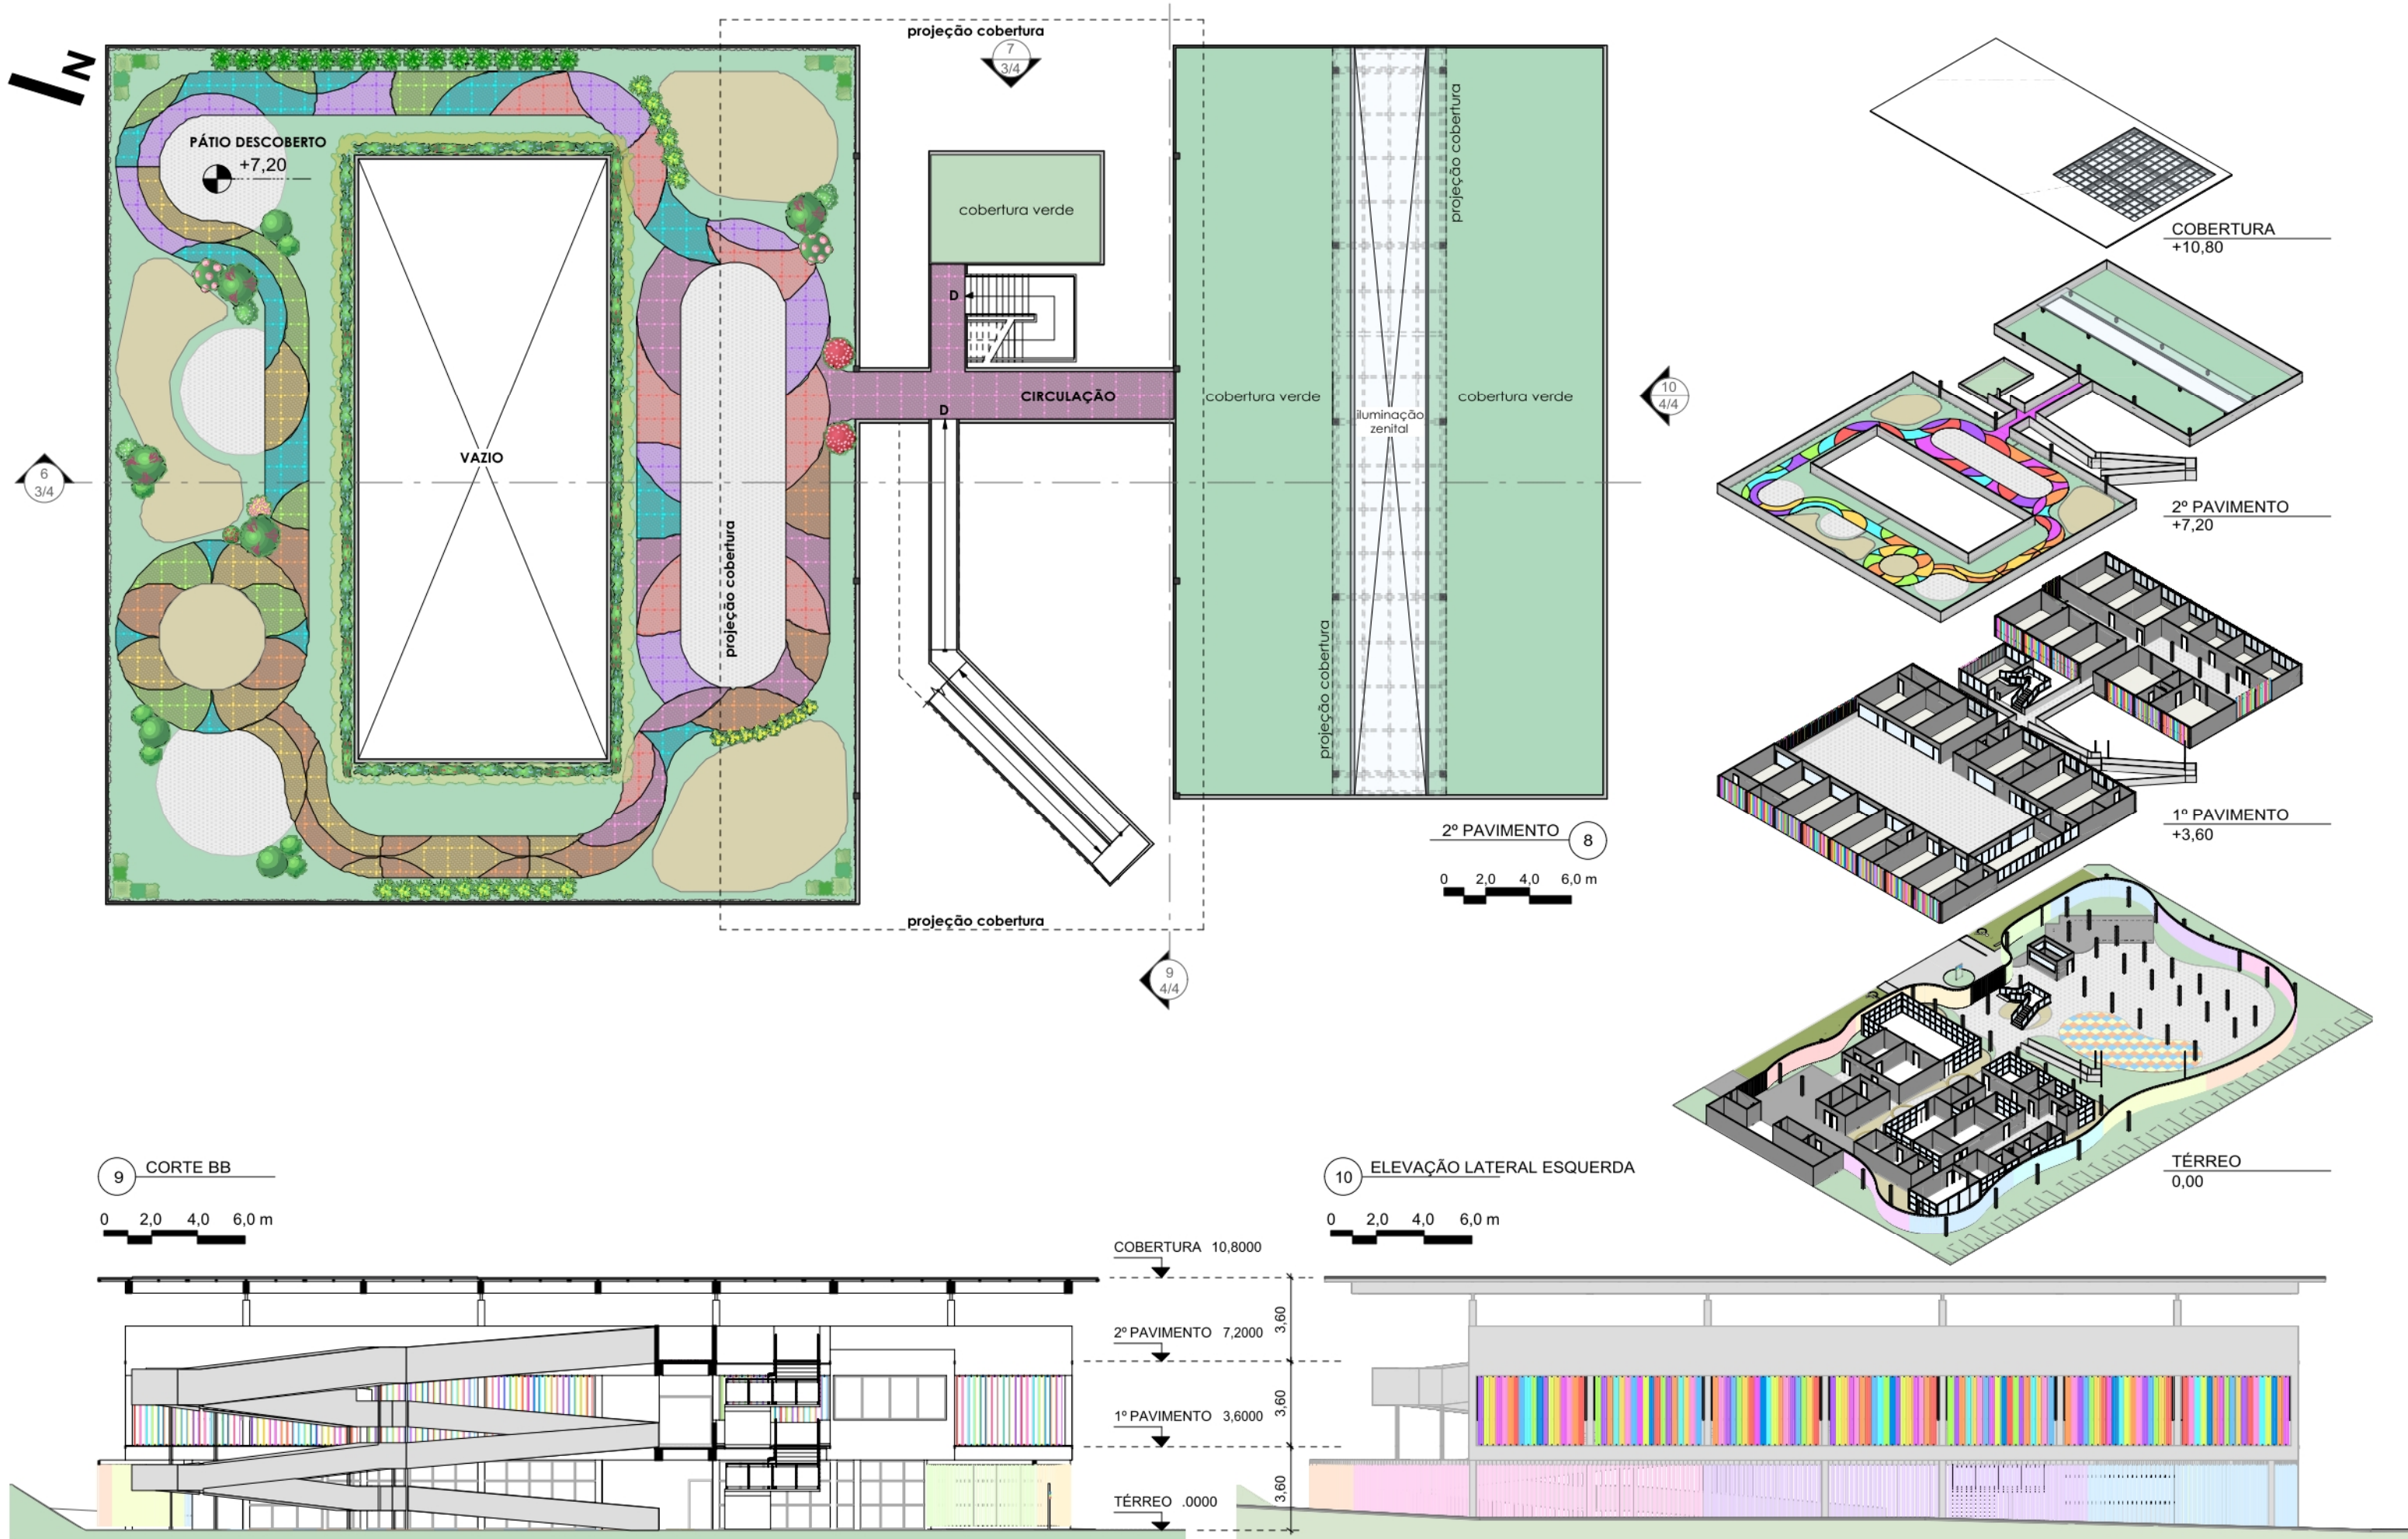 projeção cobertura
7
3/4
N
PÁTIO DESCOBERTO
+7,20
cobertura verde
projeção cobertura
D
CIRCULAÇÃO
D
cobertura verde
iluminação
zenital
cobertura verde
10
4/4
VAZIO
6
3/4
projeção cobertura
projeção cobertura
2º PAVIMENTO
8
0 2,0 4,0 6,0 m
projeção cobertura
9
4/4
COBERTURA
+10,80
2º PAVIMENTO
+7,20
1º PAVIMENTO
+3,60
TÉRREO
0,00
9
CORTE BB
0 2,0 4,0 6,0 m
10
ELEVAÇÃO LATERAL ESQUERDA
0 2,0 4,0 6,0 m
COBERTURA 10,8000
3,60
2º PAVIMENTO 7,2000
3,60
1º PAVIMENTO 3,6000
3,60
TÉRREO .0000